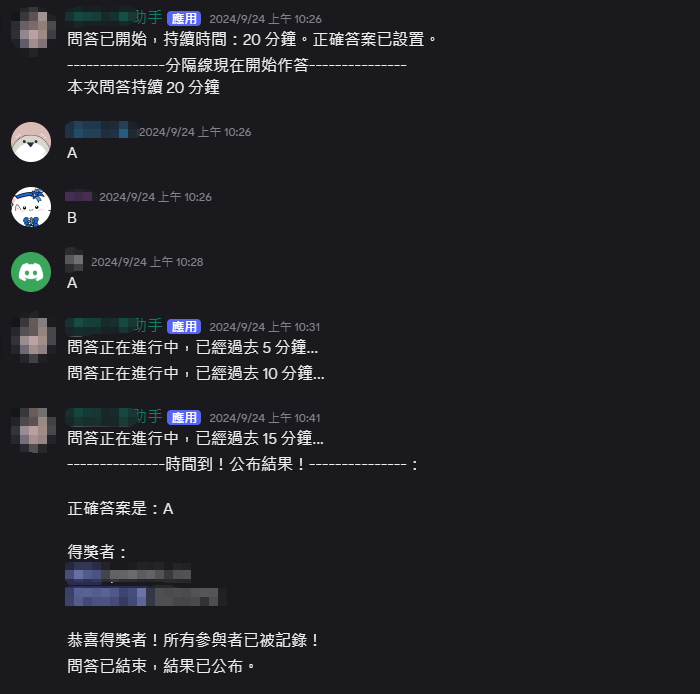 助手 應用 2024/9/24 上午 10:26
問答已開始，持續時間：20 分鐘。正確答案已設置。
---------------分隔線現在開始作答---------------
本次問答持續 20 分鐘
2024/9/24 上午 10:26
A
2024/9/24 上午 10:26
B
2024/9/24 上午 10:28
A
助手 應用 2024/9/24 上午 10:31
問答正在進行中，已經過去 5 分鐘...
問答正在進行中，已經過去 10 分鐘...
助手 應用 2024/9/24 上午 10:41
問答正在進行中，已經過去 15 分鐘...
---------------時間到！公布結果！---------------：
正確答案是：A
得獎者：
恭喜得獎者！所有參與者已被記錄！
問答已結束，結果已公布。